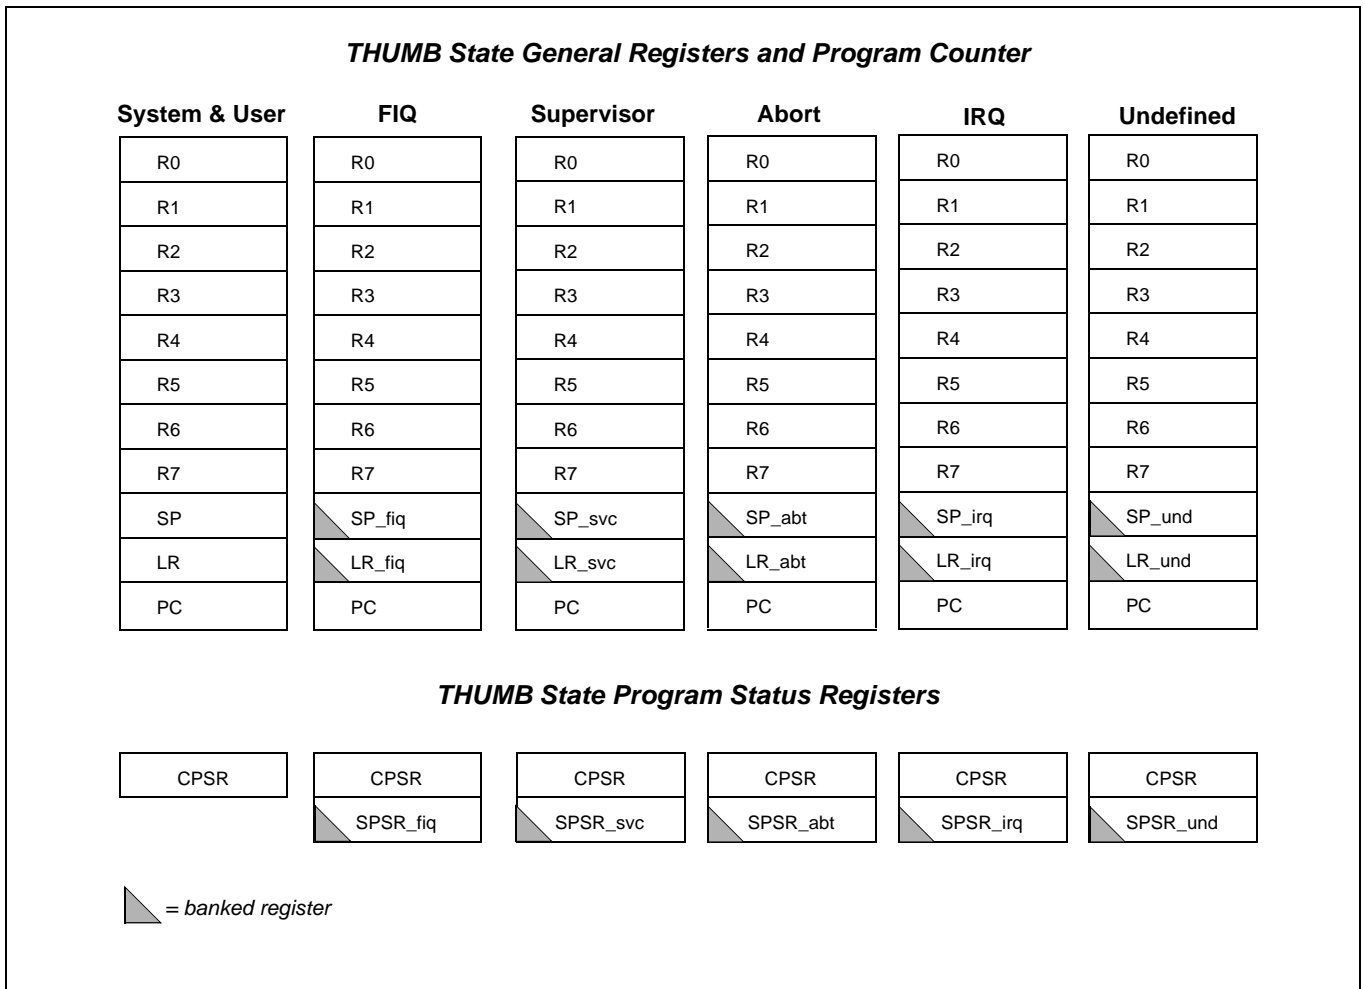 THUMB State General Registers and Program Counter
System & User FIQ Supervisor Abort IRQ Undefined
R0 R0 R0 R0 R0 R0
R1 R1 R1 R1 R1 R1
R2 R2 R2 R2 R2 R2
R3 R3 R3 R3 R3 R3
R4 R4 R4 R4 R4 R4
R5 R5 R5 R5 R5 R5
R6 R6 R6 R6 R6 R6
R7 R7 R7 R7 R7 R7
SP SP_fiq SP_svc SP_abt SP_irq SP_und
LR LR_fiq LR_svc LR_abt LR_irq LR_und
PC PC PC PC PC PC
THUMB State Program Status Registers
CPSR CPSR CPSR CPSR CPSR CPSR
SPSR_fiq SPSR_svc SPSR_abt SPSR_irq SPSR_und
= banked register